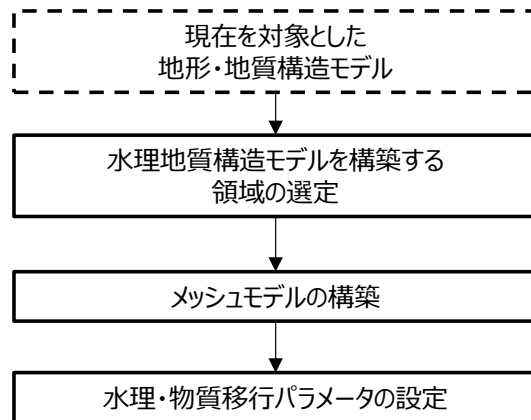 現在を対象とした
地形・地質構造モデル
水理地質構造モデルを構築する
領域の選定
メッシュモデルの構築
水理・物質移行パラメータの設定